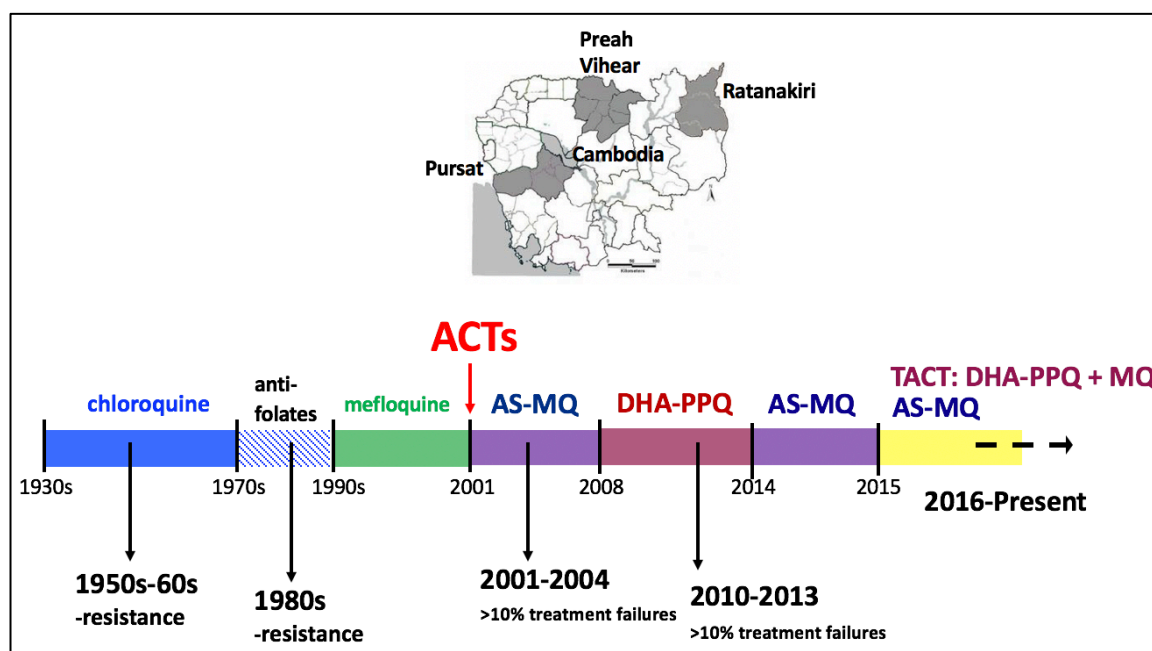 Preah
Vihear
Ratanakiri
Cambodia
Pursat
Kilometers
ACTs
TACT: DHA-PPQ + MQ
chloroquine
anti-
folates
mefloquine
AS-MQ
DHA-PPQ
AS-MQ
AS-MQ
1930s
1970s
1990s
2001
2008
2014
2015
2016-Present
1950s-60s
-resistance
1980s
-resistance
2001-2004
>10% treatment failures
2010-2013
>10% treatment failures